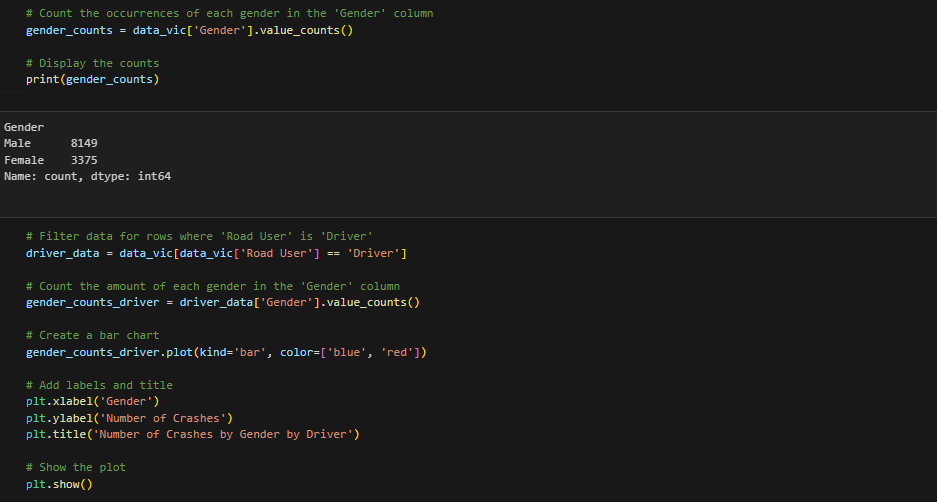 # Count the occurrences of each gender in the 'Gender' column
gender_counts = data_vic['Gender'].value_counts()
# Display the counts
print(gender_counts)
Gender
Male      8149
Female    3375
Name: count, dtype: int64
# Filter data for rows where 'Road User' is 'Driver'
driver_data = data_vic[data_vic['Road User'] == 'Driver']
# Count the amount of each gender in the 'Gender' column
gender_counts_driver = driver_data['Gender'].value_counts()
# Create a bar chart
gender_counts_driver.plot(kind='bar', color=['blue', 'red'])
# Add labels and title
plt.xlabel('Gender')
plt.ylabel('Number of Crashes')
plt.title('Number of Crashes by Gender by Driver')
# Show the plot
plt.show()